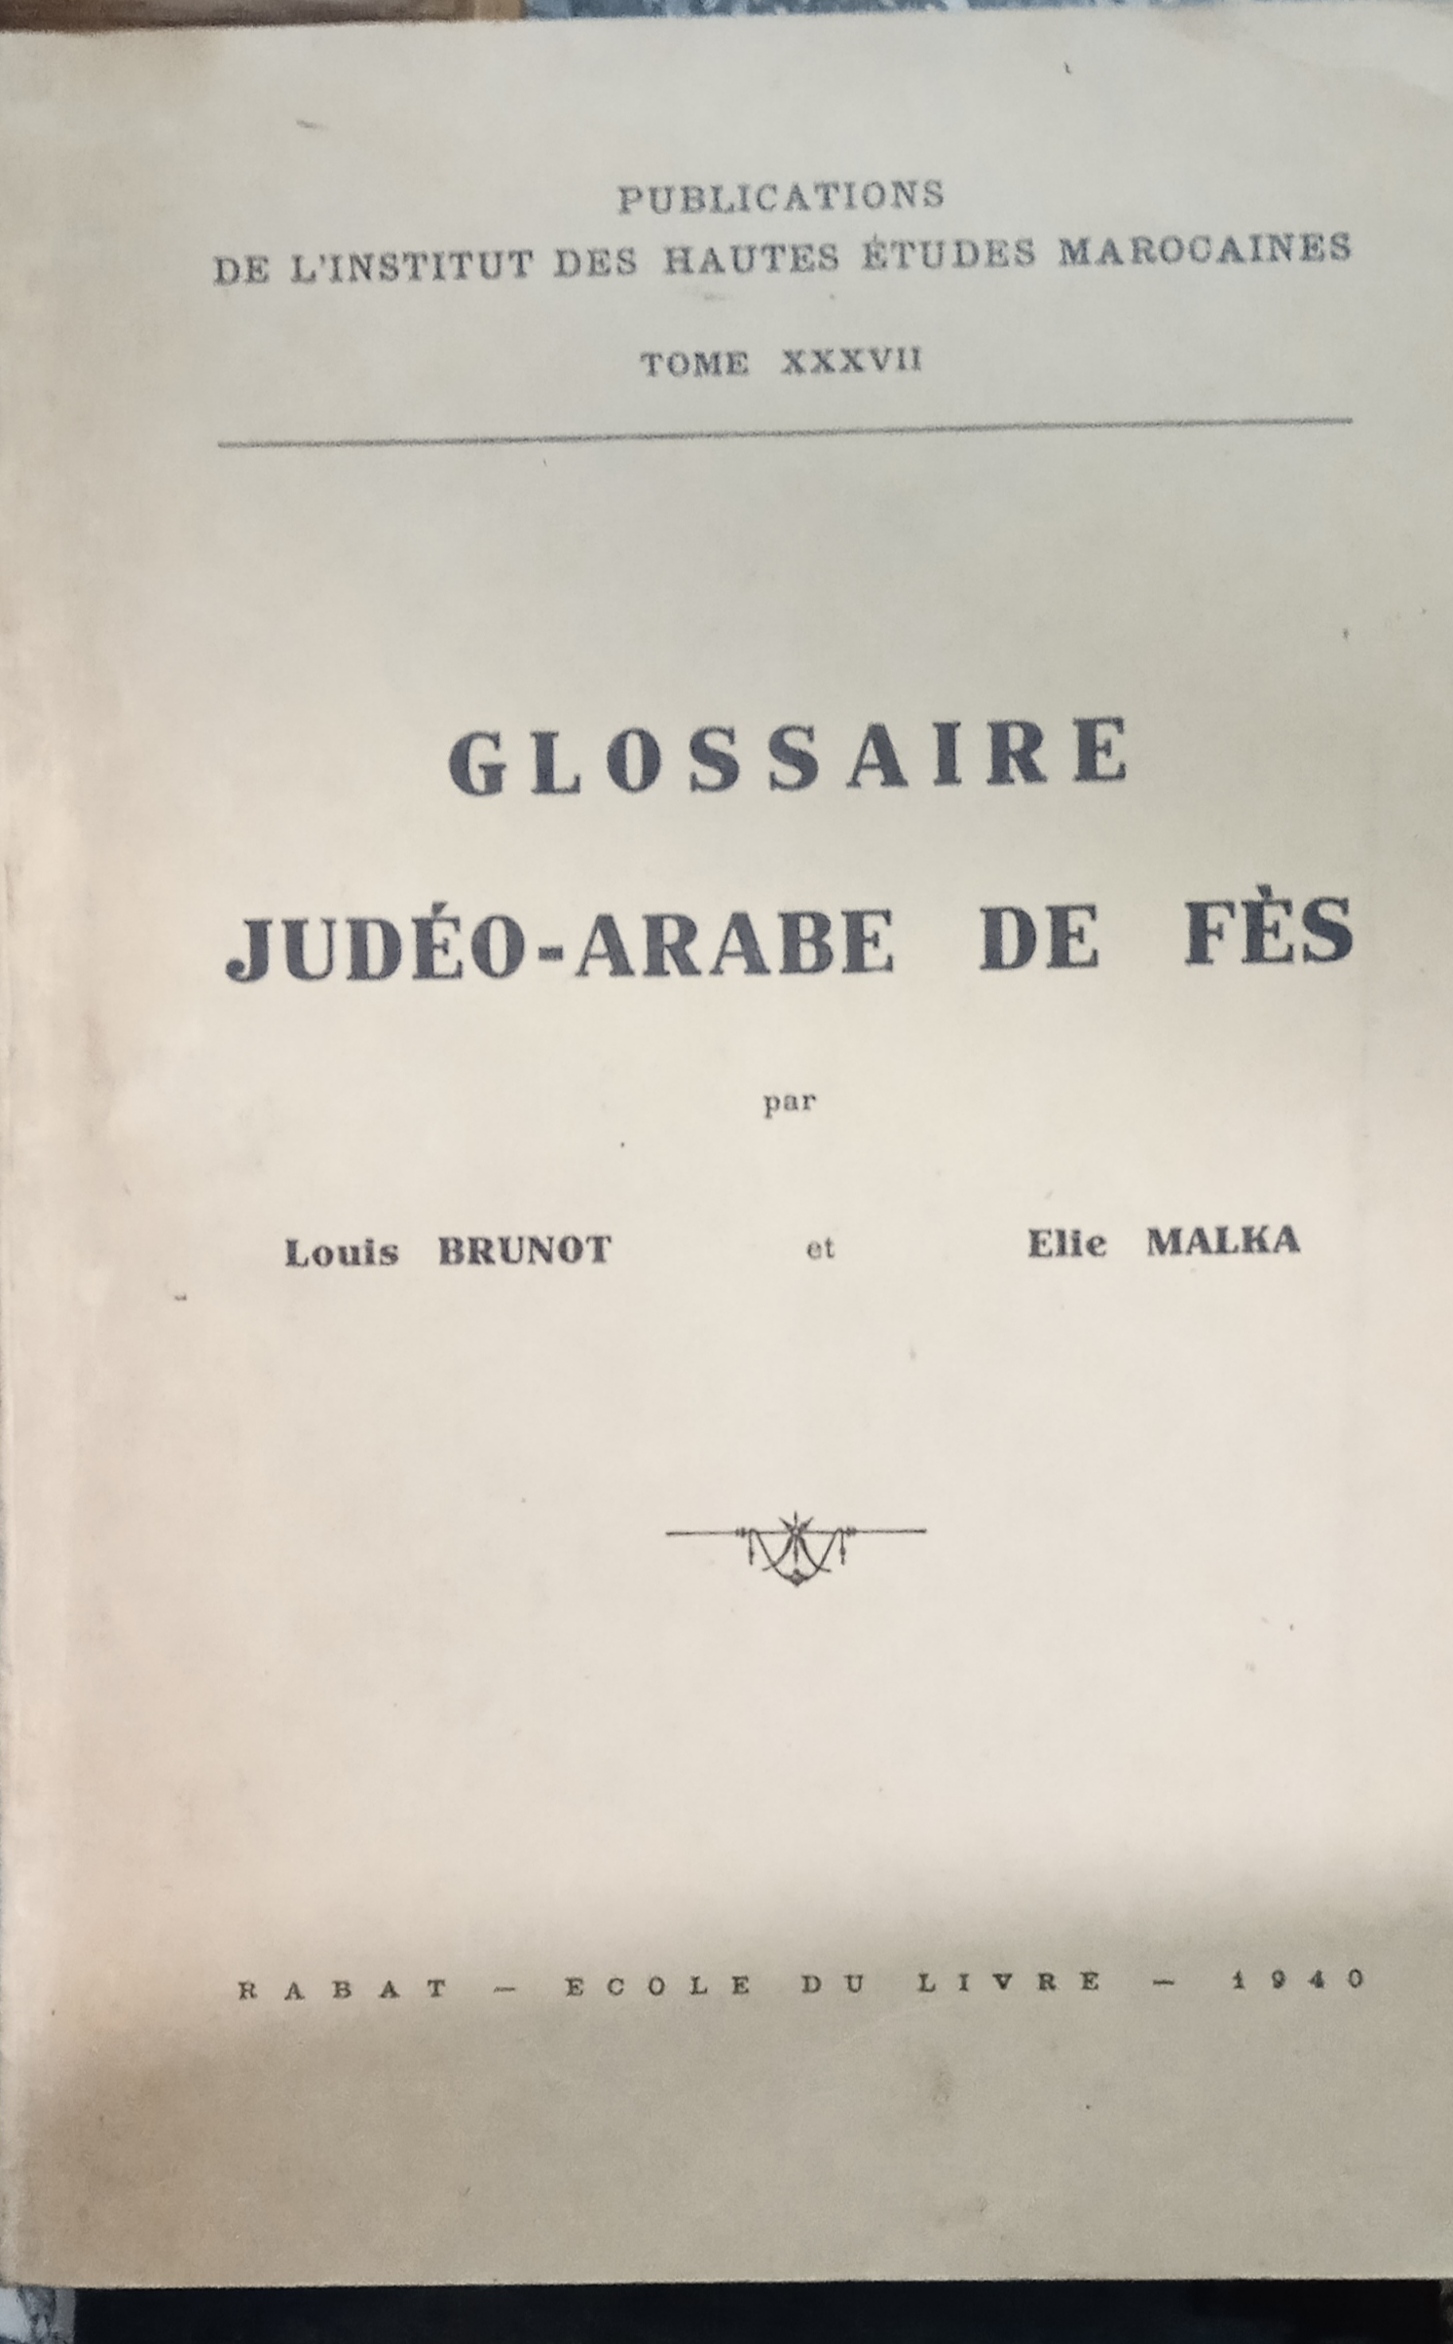 PUBLICATIONS
DE L'INSTITUT DES HAUTES ÉTUDES MAROCAINES
TOME XXXVII
GLOSSAIRE
JUDÉO-ARABE DE FÈS
par
Louis BRUNOT et Elie MALKA
RABAT — ECOLE DU LIVRE — 1940